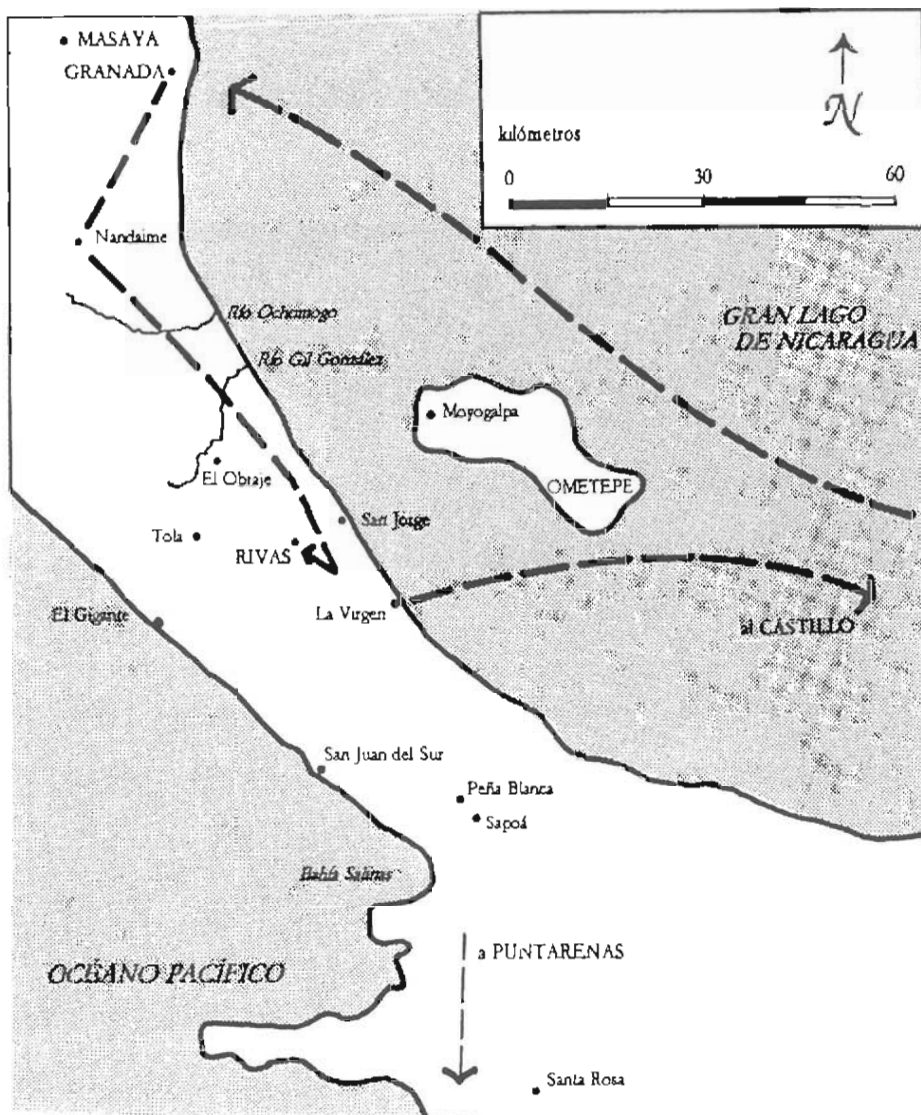 MASAYA
GRANADA
N
kilómetros
0 30 60
Nandaime
Río Ochomogo
GRAN LAGO
DE NICARAGUA
Río Gil González
Moyogalpa
El Obraje
OMETEPE
San Jorge
Tola
RIVAS
La Virgen
El Gigante
al CASTILLO
San Juan del Sur
Peña Blanca
Sapoá
Bahía Salinas
a PUNTARENAS
OCÉANO PACÍFICO
Santa Rosa